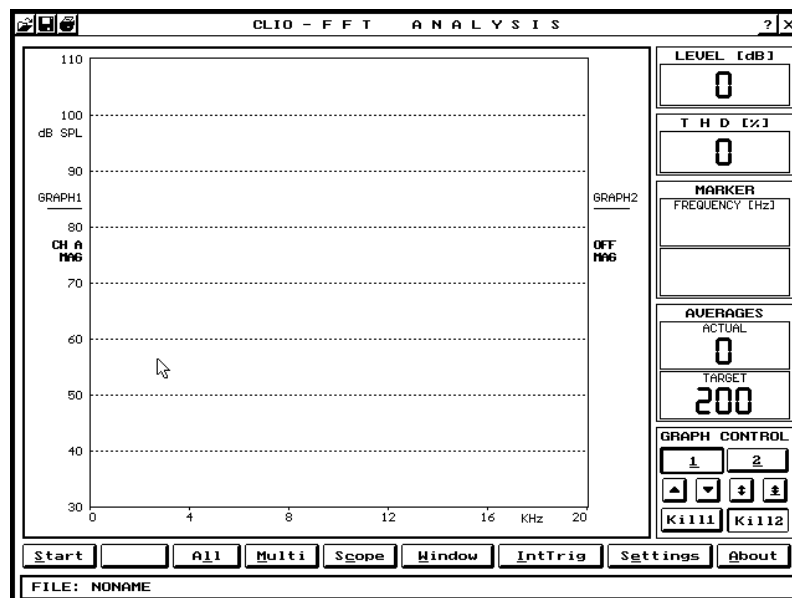 CLIO - F F T   A N A L Y S I S
? X
110
100
dB SPL
90
GRAPH1
80
CH A
MAG
70
60
50
40
30
0 4 8 12 16 KHz 20
GRAPH2
OFF
MAG
LEVEL [dB]
0
T H D [%]
0
MARKER
FREQUENCY [Hz]
AVERAGES
ACTUAL
0
TARGET
200
GRAPH CONTROL
1 2
Kill1 Kill2
Start All Multi Scope Window IntTrig Settings About
FILE: NONAME